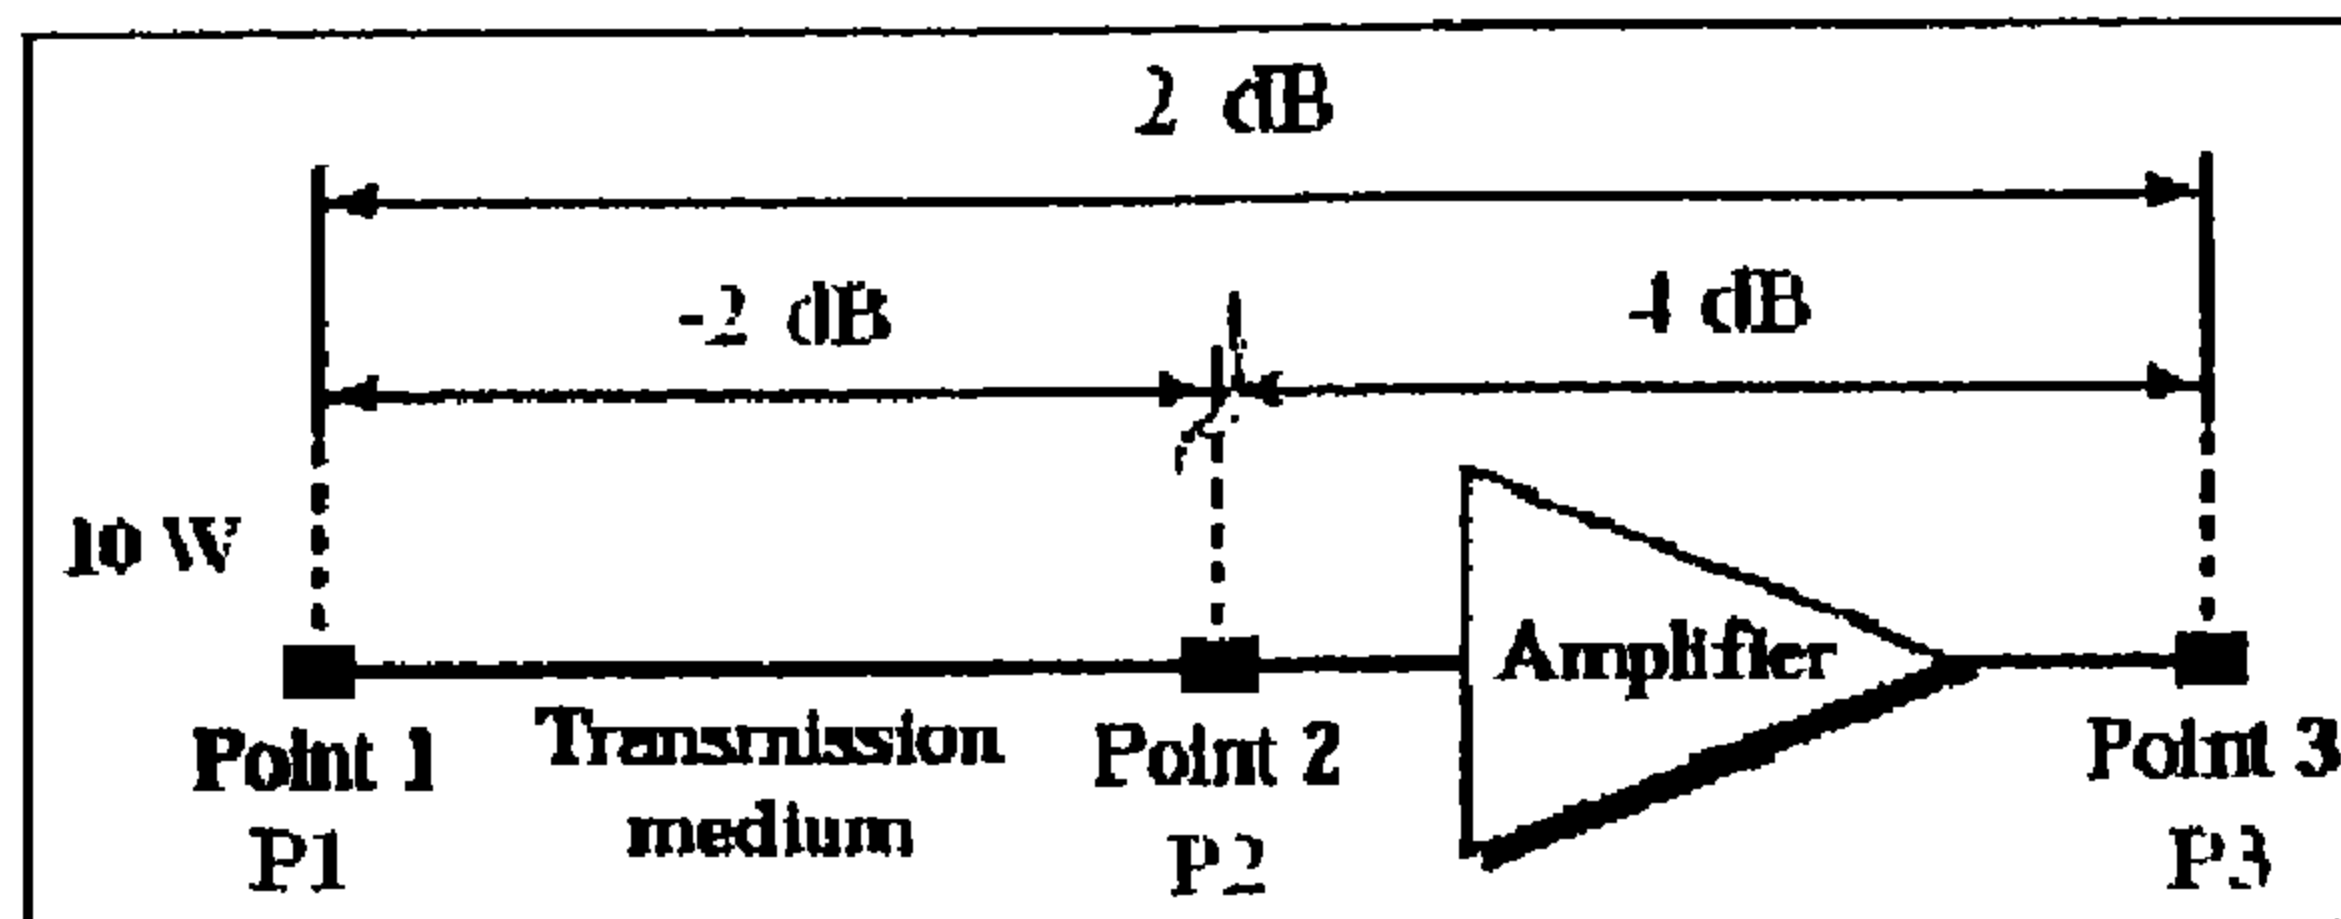 2 dB
-2 dB
4 dB
10 W
Amplifier
Point 1
Transmission
medium
Point 2
Point 3
P1
P2
P3